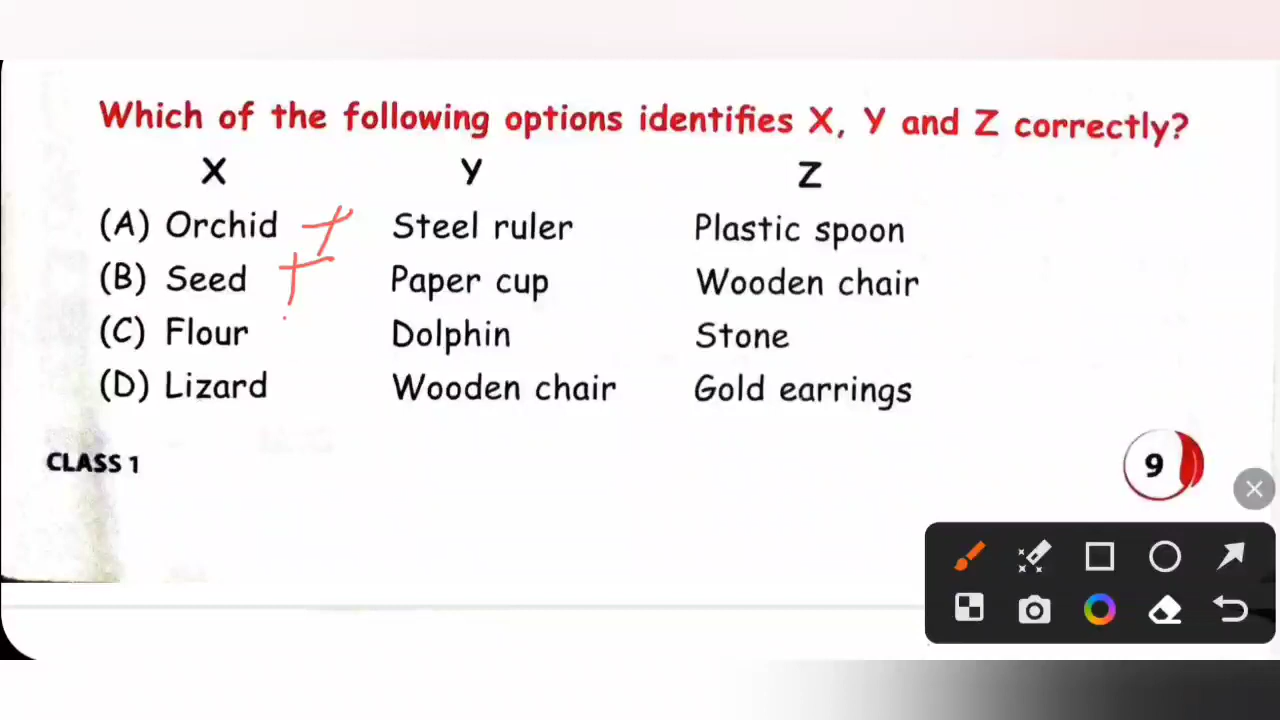 Which of the following options identifies X, Y and Z correctly?
X Y Z
(A) Orchid Steel ruler Plastic spoon
(B) Seed Paper cup Wooden chair
(C) Flour Dolphin Stone
(D) Lizard Wooden chair Gold earrings
CLASS 1
9